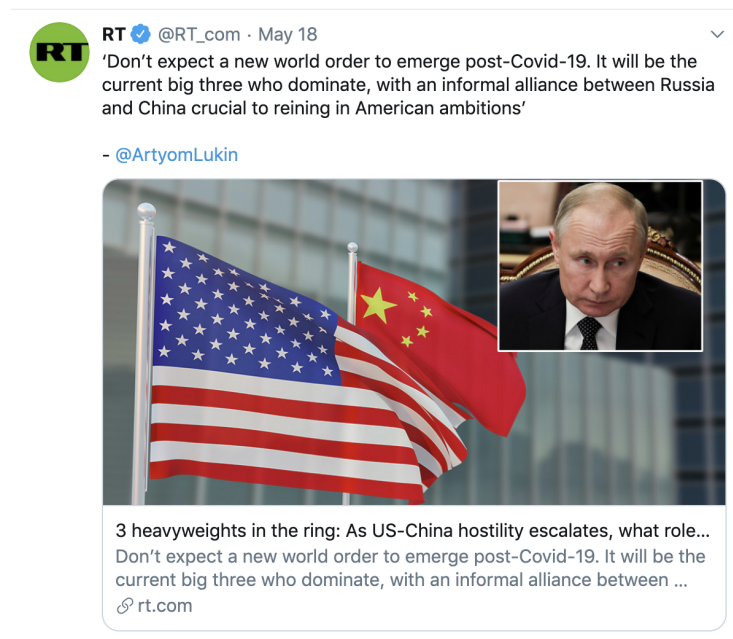 RT
RT @RT_com · May 18
‘Don’t expect a new world order to emerge post-Covid-19. It will be the
current big three who dominate, with an informal alliance between Russia
and China crucial to reining in American ambitions’
- @ArtyomLukin
3 heavyweights in the ring: As US-China hostility escalates, what role...
Don’t expect a new world order to emerge post-Covid-19. It will be the
current big three who dominate, with an informal alliance between ...
rt.com